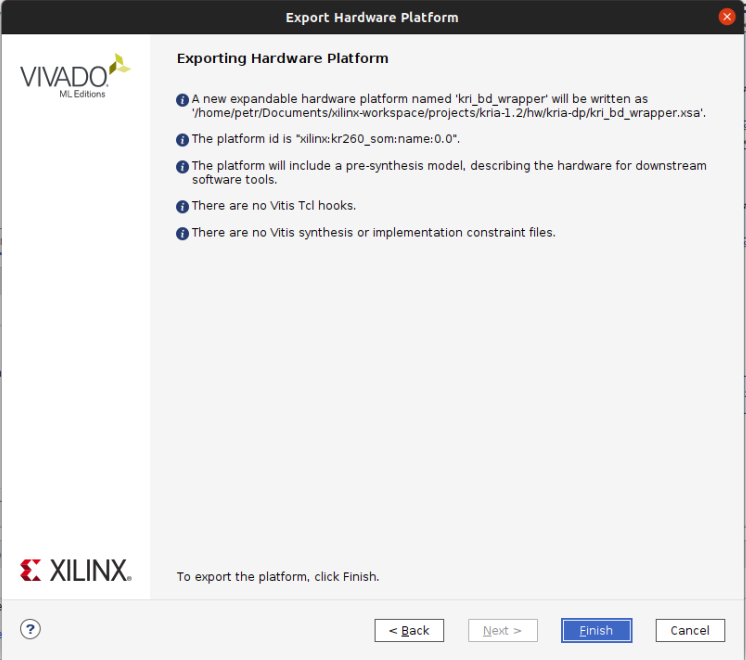 Export Hardware Platform
VIVADO.
ML Editions
Exporting Hardware Platform
A new expandable hardware platform named 'kri_bd_wrapper' will be written as
'/home/petr/Documents/xilinx-workspace/projects/kria-1.2/hw/kria-dp/kri_bd_wrapper.xsa'.
The platform id is "xilinx:kr260_som:name:0.0".
The platform will include a pre-synthesis model, describing the hardware for downstream
software tools.
There are no Vitis Tcl hooks.
There are no Vitis synthesis or implementation constraint files.
XILINX.
To export the platform, click Finish.
?
< Back
Next >
Finish
Cancel